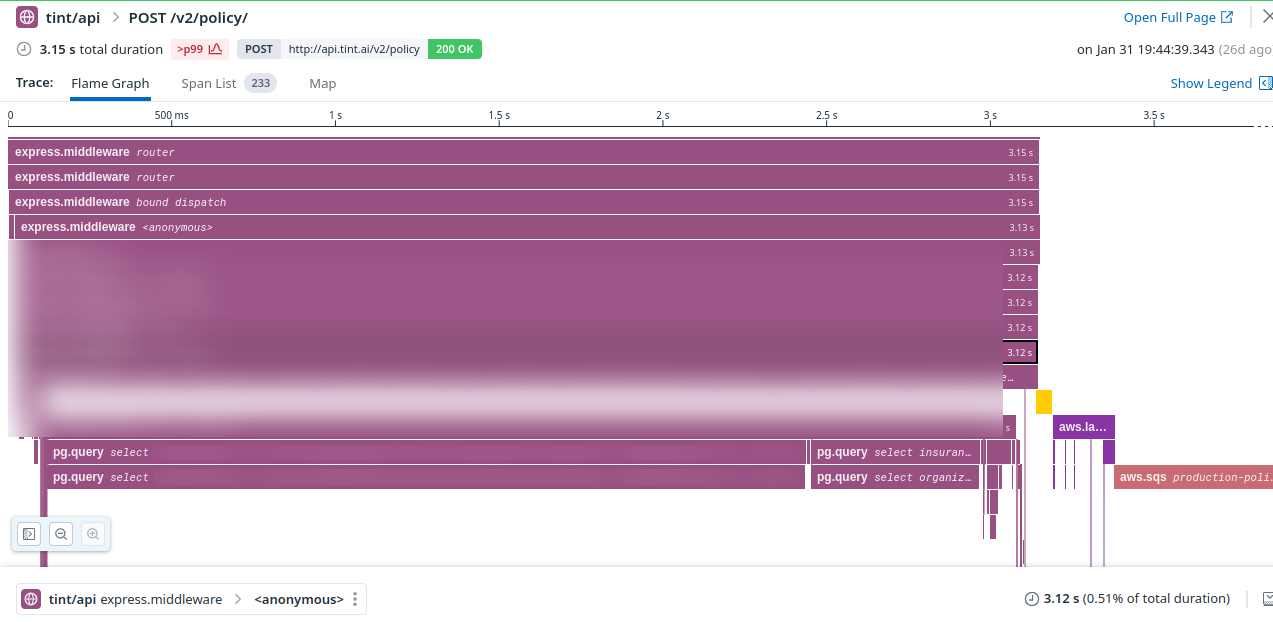 tint/api > POST /v2/policy/ Open Full Page
3.15 s total duration >p99 POST http://api.tint.ai/v2/policy 200 OK on Jan 31 19:44:39.343 (26d ago
Trace: Flame Graph Span List 233 Map Show Legend
0 500 ms 1 s 1.5 s 2 s 2.5 s 3 s 3.5 s
express.middleware router 3.15 s
express.middleware router 3.15 s
express.middleware bound dispatch 3.15 s
express.middleware <anonymous> 3.13 s
3.13 s
3.12 s
3.12 s
3.12 s
3.12 s
e…
s aws.la…
pg.query select pg.query select insuran…
pg.query select pg.query select organiz… aws.sqs production-poli.
tint/api express.middleware > <anonymous> 3.12 s (0.51% of total duration)